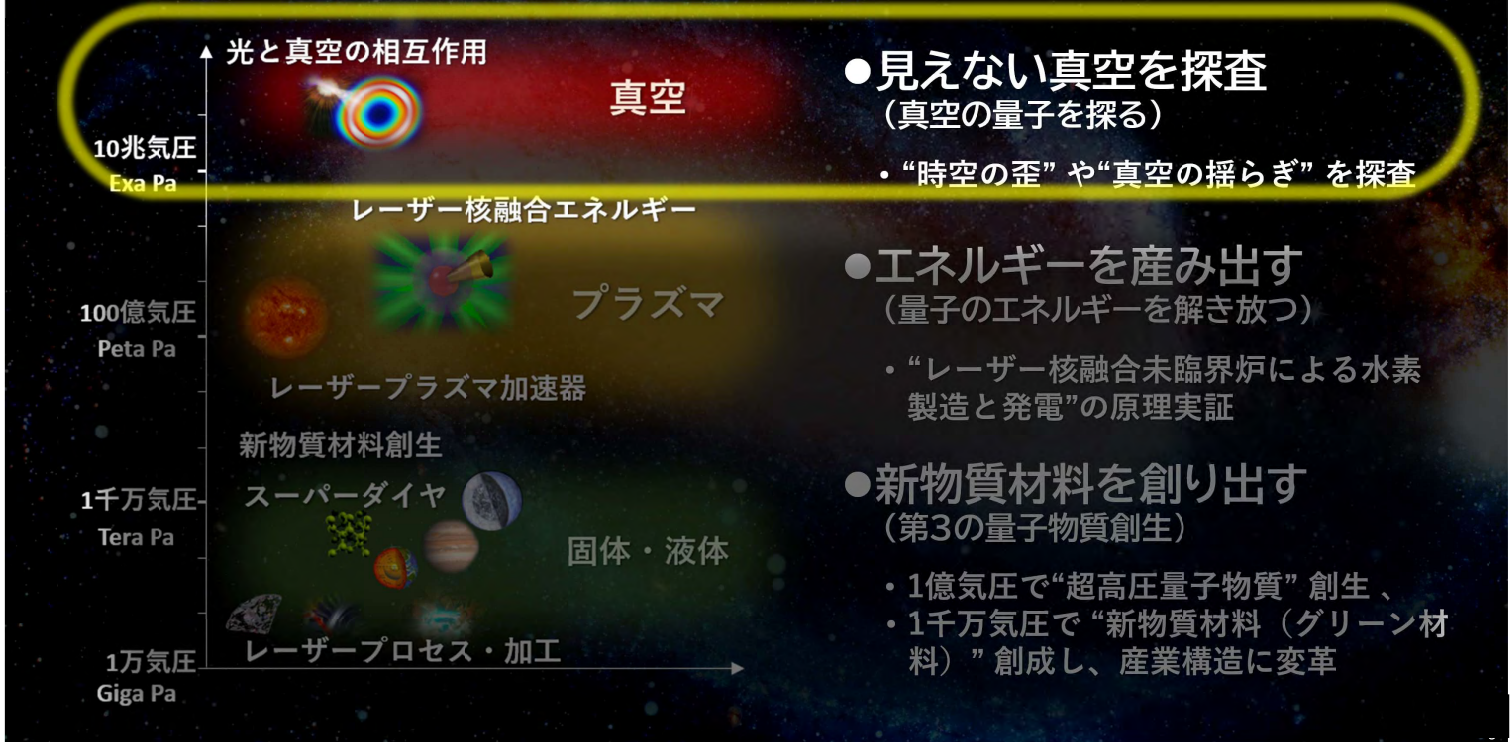 光と真空の相互作用
真空
10兆気圧
Exa Pa
レーザー核融合エネルギー
プラズマ
100億気圧
Peta Pa
レーザープラズマ加速器
新物質材料創生
スーパーダイヤ
1千万気圧
Tera Pa
固体・液体
レーザープロセス・加工
1万気圧
Giga Pa
●見えない真空を探査
（真空の量子を探る）
・“時空の歪” や“真空の揺らぎ” を探査
●エネルギーを産み出す
（量子のエネルギーを解き放つ）
・“レーザー核融合未臨界炉による水素
製造と発電”の原理実証
●新物質材料を創り出す
（第3の量子物質創生）
・1億気圧で“超高圧量子物質” 創生 、
・1千万気圧で “新物質材料（グリーン材
料）” 創成し、産業構造に変革